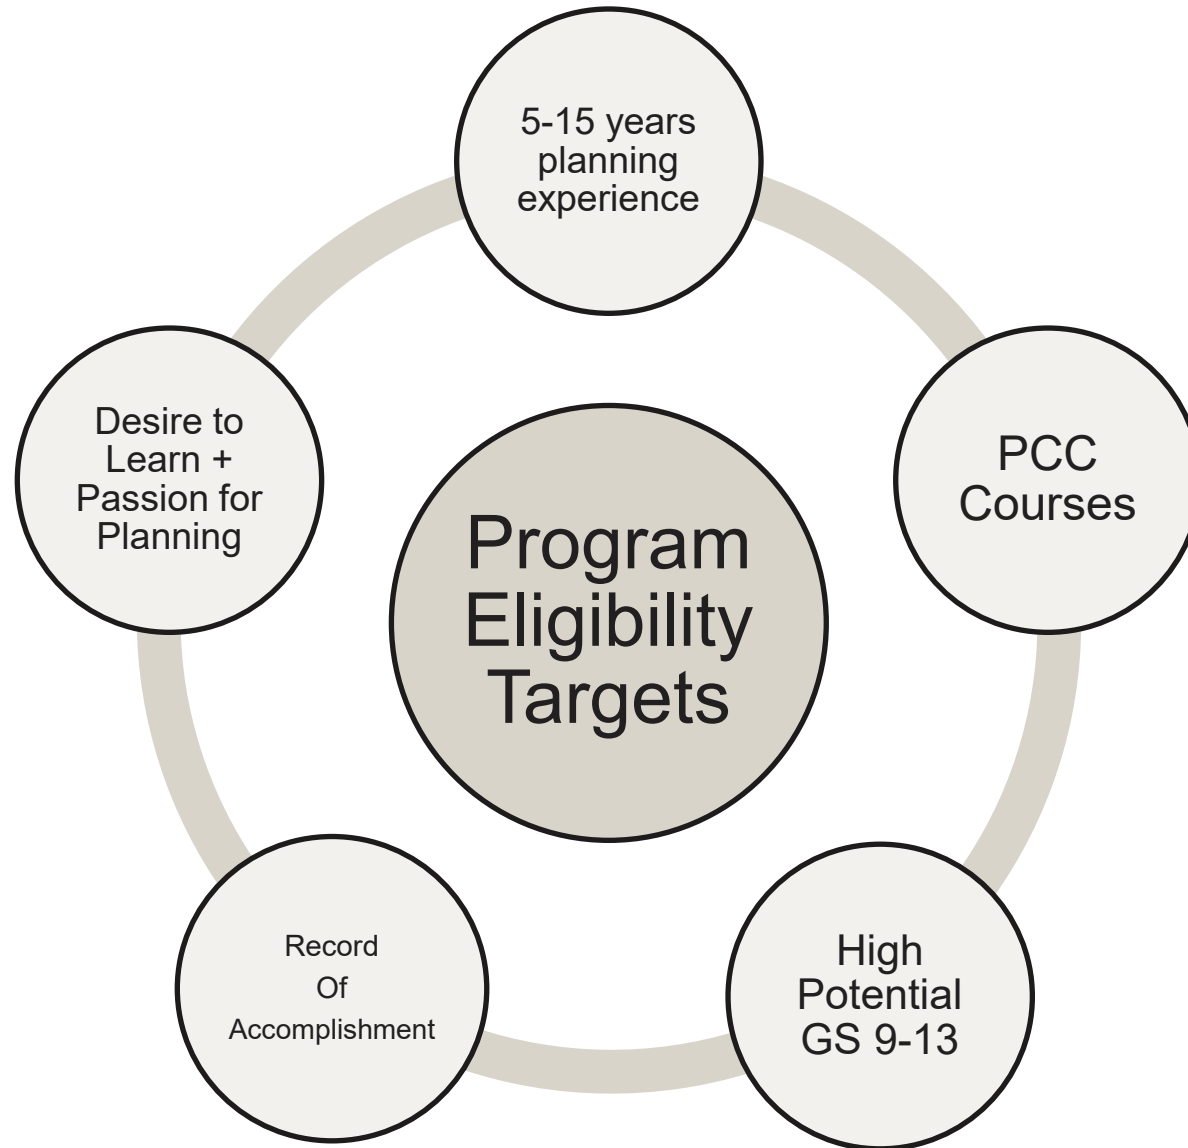 5-15 years
planning
experience
Desire to
Learn +
Passion for
Planning
PCC
Courses
Program
Eligibility
Targets
Record
Of
Accomplishment
High
Potential
GS 9-13